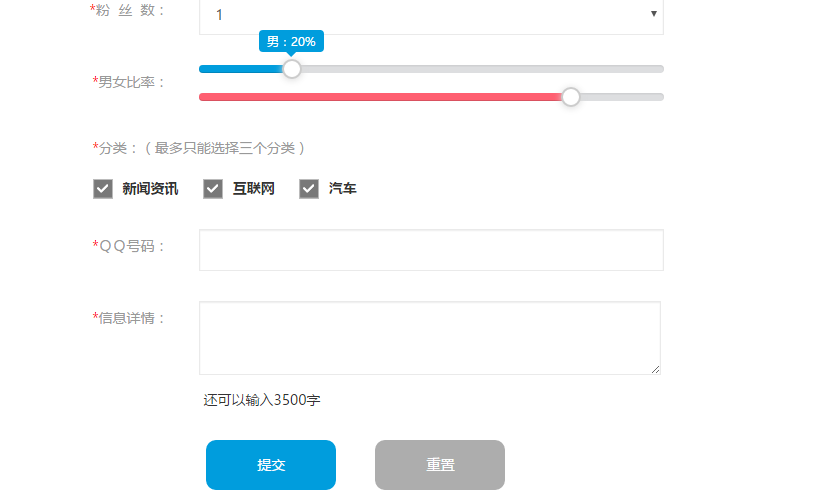 *粉 丝 数：
1
男：20%
*男女比率：
*分类：（最多只能选择三个分类）
新闻资讯 互联网 汽车
*ＱＱ号码：
*信息详情：
还可以输入3500字
提交 重置